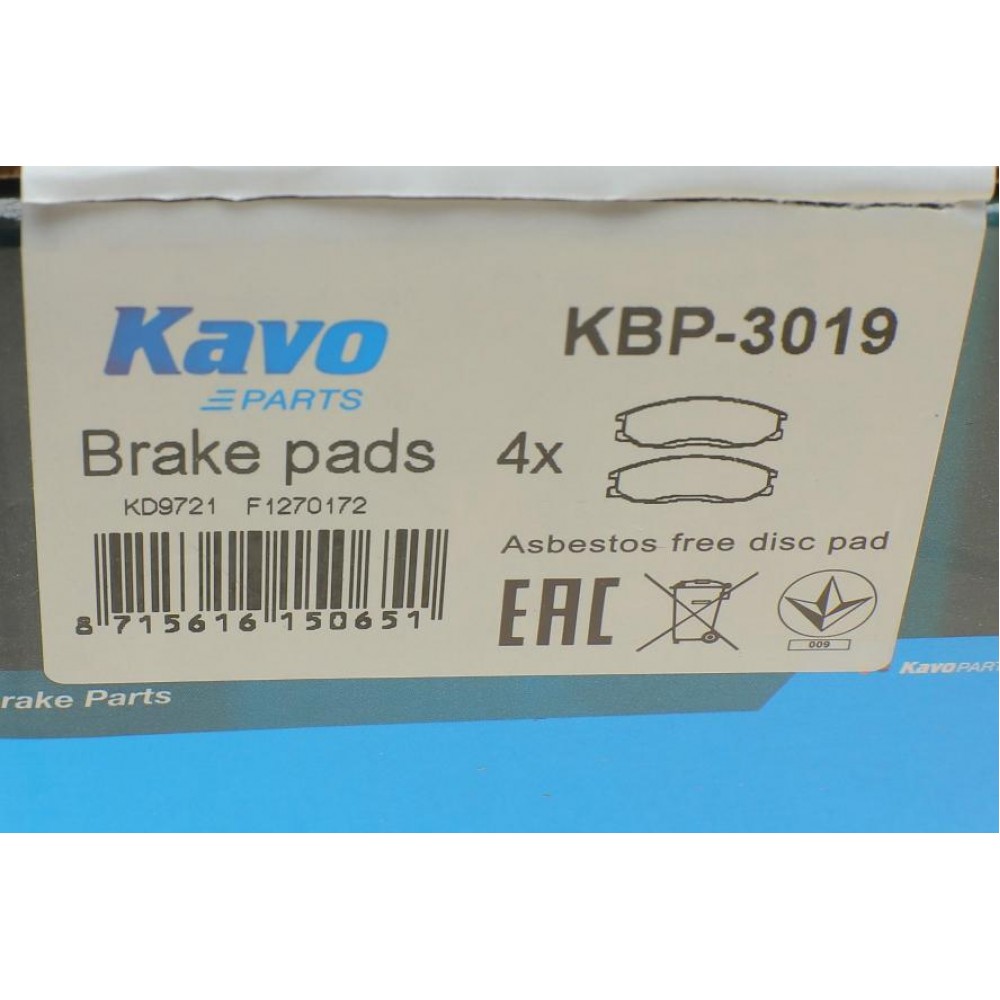 Kavo
PARTS
KBP-3019
Brake pads
4x
KD9721 F1270172
Asbestos free disc pad
8 715616 150651
EAC
009
rake Parts
Kavo PART